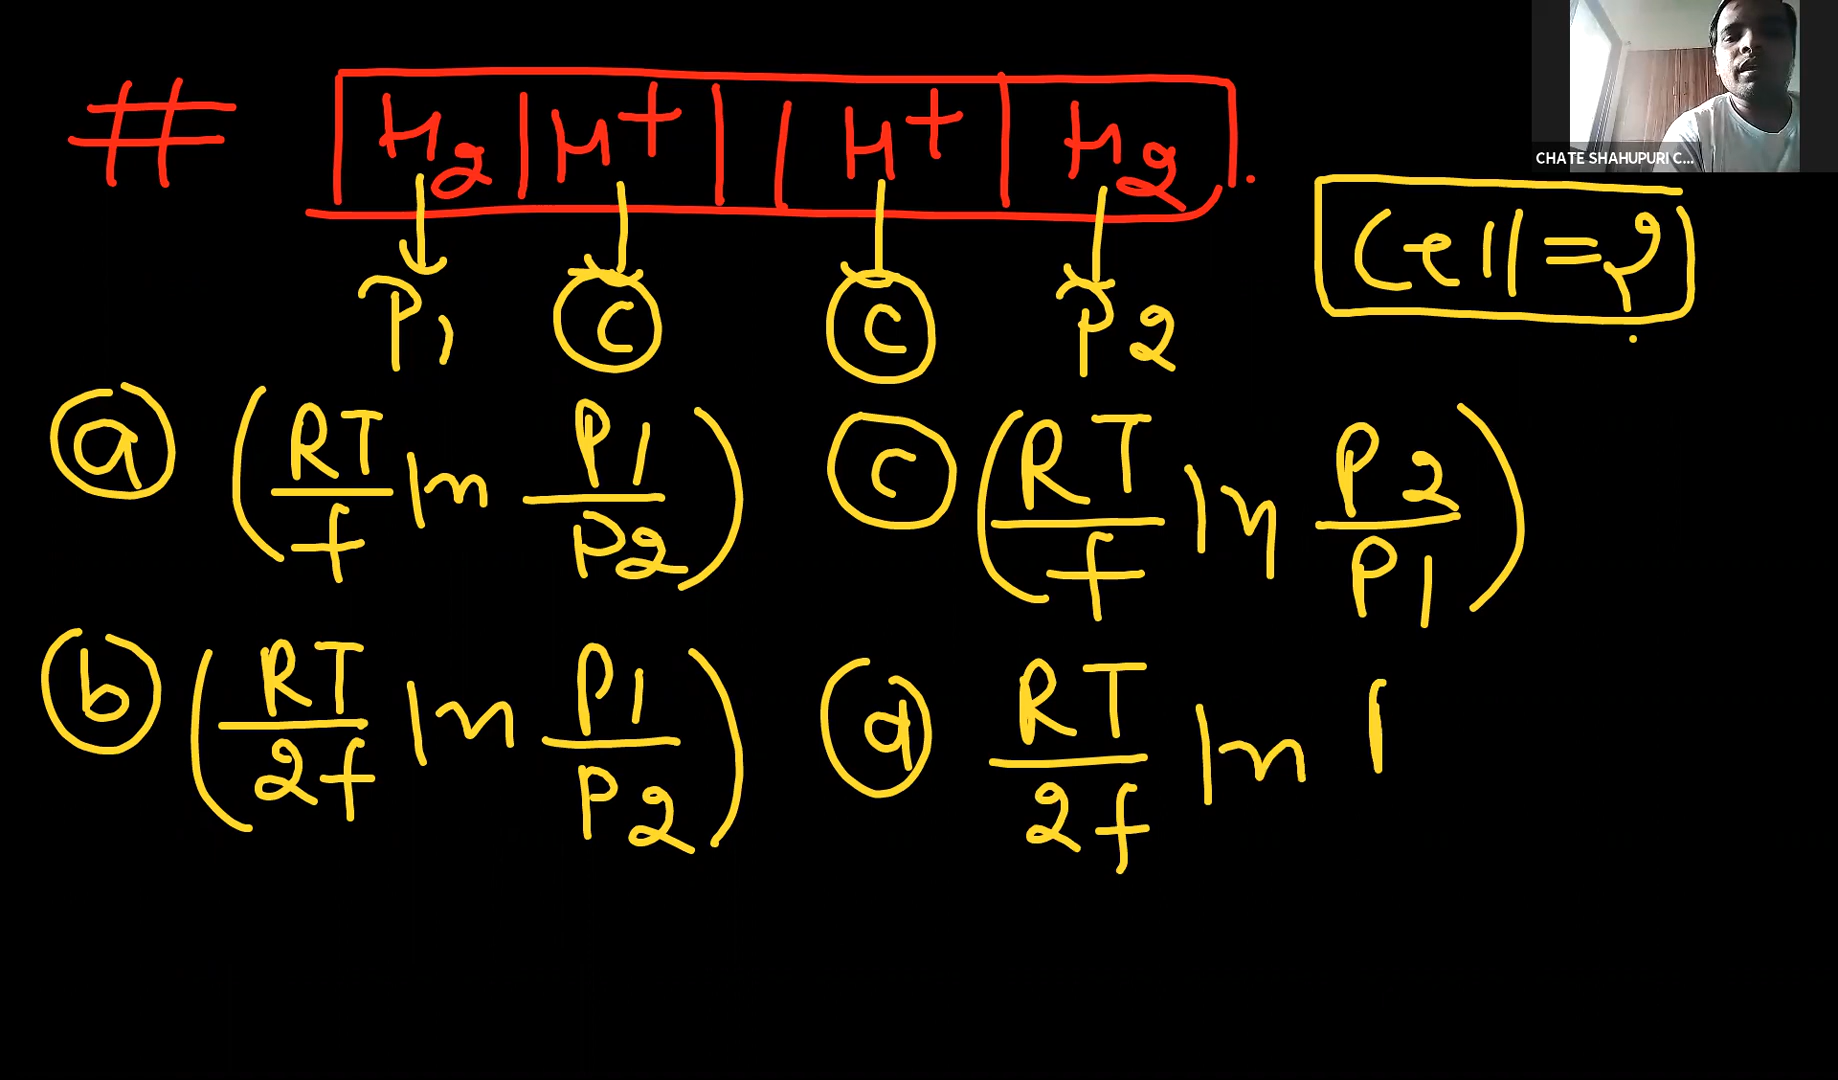 # H2 | H+ | | H+ | H2 .
CHATE SHAHUPURI C...
P1 C C P2
Cell = ?
a (RT/f ln P1/P2)
c (RT/f ln P2/P1)
b (RT/2f ln P1/P2)
d RT/2f ln